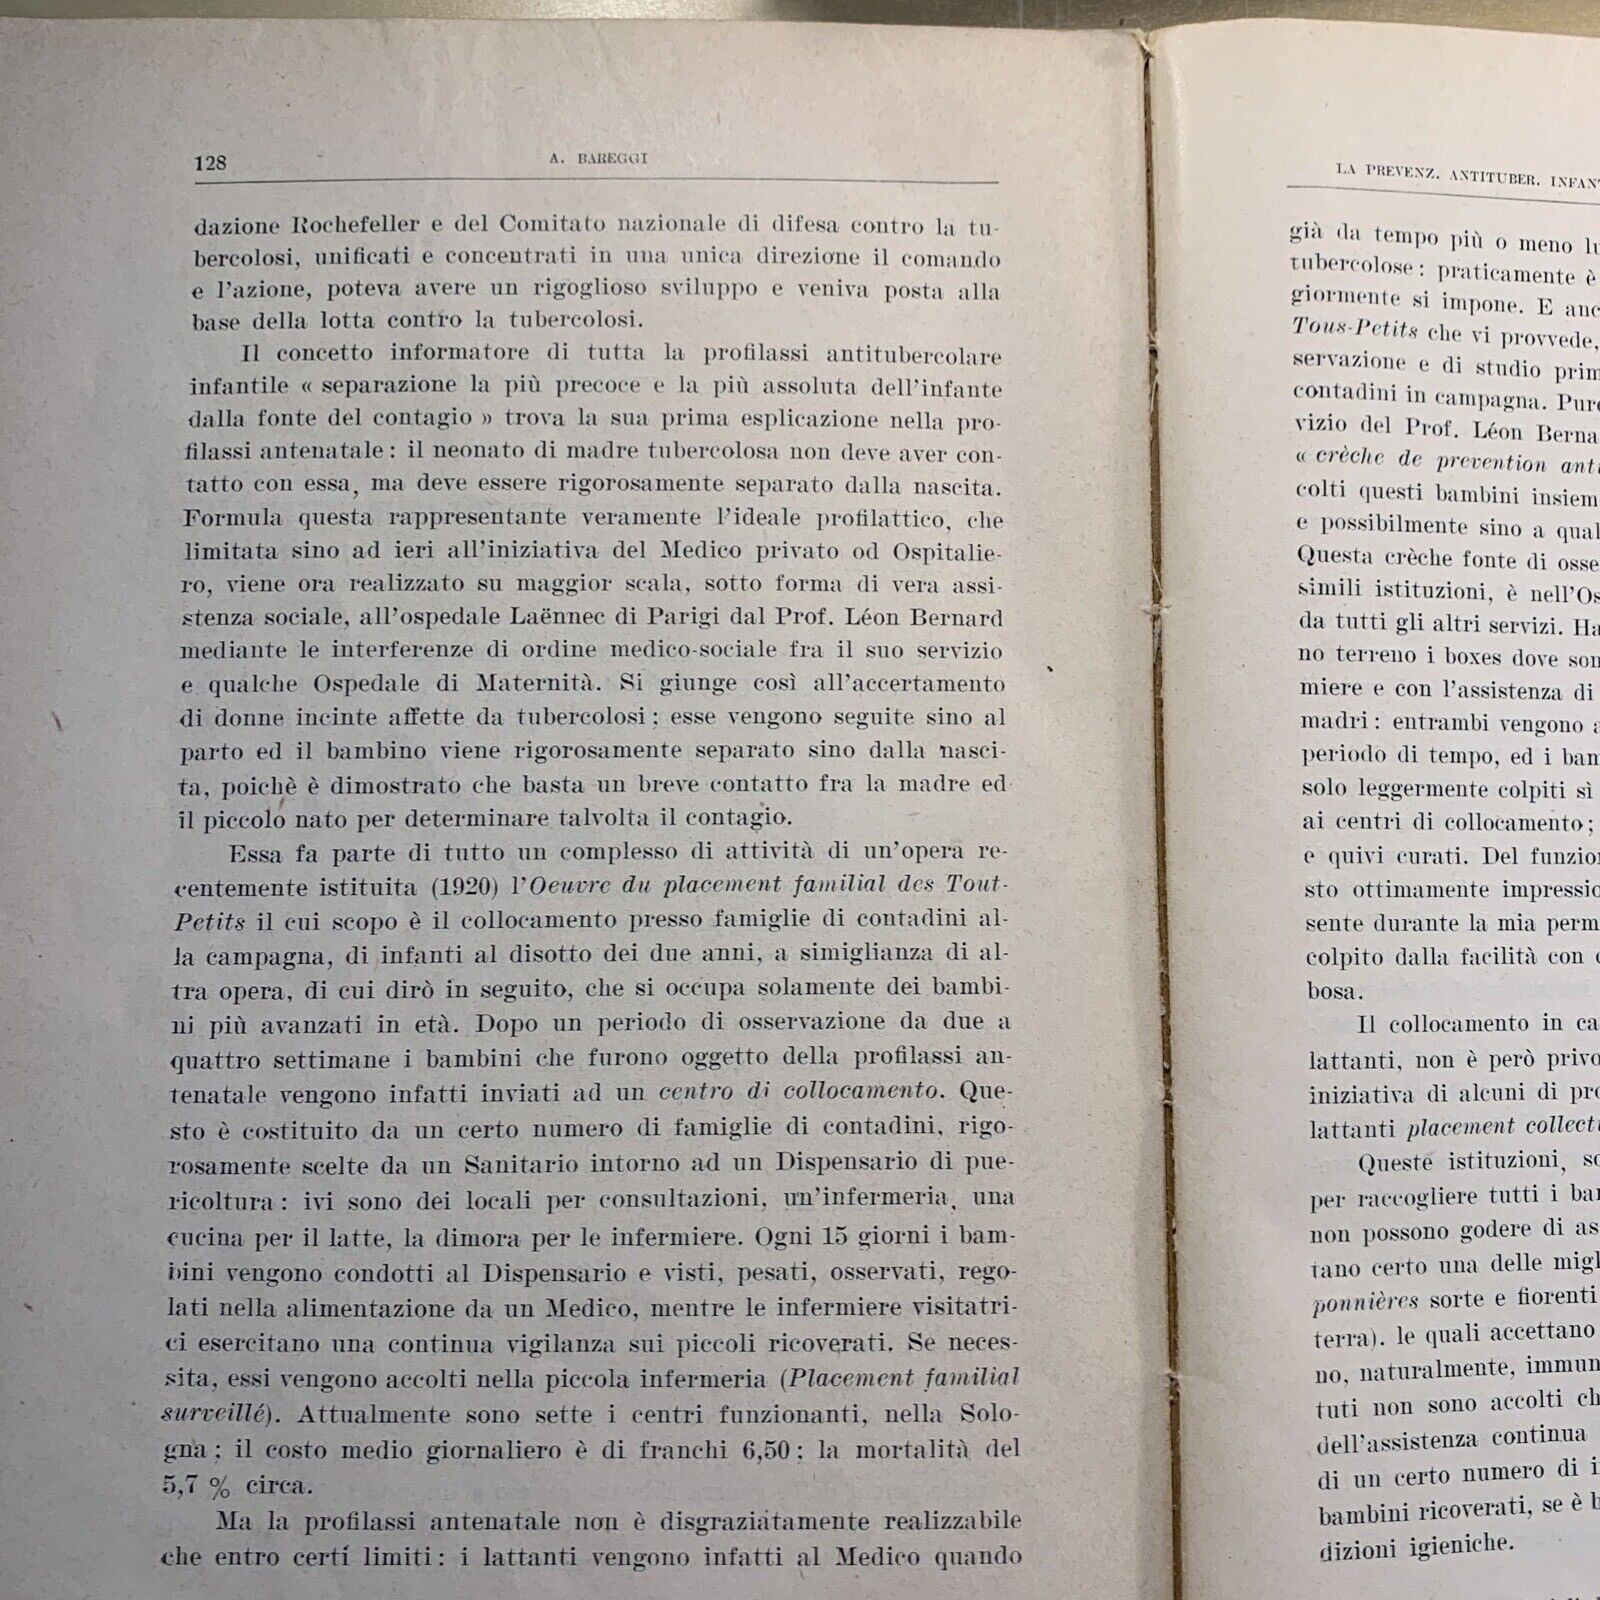 128
A. BAREGGI
dazione Rochefeller e del Comitato nazionale di difesa contro la tu-
bercolosi, unificati e concentrati in una unica direzione il comando
e l'azione, poteva avere un rigoglioso sviluppo e veniva posta alla
base della lotta contro la tubercolosi.
Il concetto informatore di tutta la profilassi antitubercolare
infantile « separazione la più precoce e la più assoluta dell'infante
dalla fonte del contagio » trova la sua prima esplicazione nella pro-
filassi antenatale: il neonato di madre tubercolosa non deve aver con-
tatto con essa, ma deve essere rigorosamente separato dalla nascita.
Formula questa rappresentante veramente l'ideale profilattico, che
limitata sino ad ieri all'iniziativa del Medico privato od Ospitalie-
ro, viene ora realizzato su maggior scala, sotto forma di vera assi-
stenza sociale, all'ospedale Laënnec di Parigi dal Prof. Léon Bernard
mediante le interferenze di ordine medico-sociale fra il suo servizio
e qualche Ospedale di Maternità. Si giunge così all'accertamento
di donne incinte affette da tubercolosi; esse vengono seguite sino al
parto ed il bambino viene rigorosamente separato sino dalla nasci-
ta, poichè è dimostrato che basta un breve contatto fra la madre ed
il piccolo nato per determinare talvolta il contagio.
Essa fa parte di tutto un complesso di attività di un'opera re-
centemente istituita (1920) l'Oeuvre du placement familial des Tout-
Petits il cui scopo è il collocamento presso famiglie di contadini al-
la campagna, di infanti al disotto dei due anni, a simiglianza di al-
tra opera, di cui dirò in seguito, che si occupa solamente dei bambi-
ni più avanzati in età. Dopo un periodo di osservazione da due a
quattro settimane i bambini che furono oggetto della profilassi an-
tenatale vengono infatti inviati ad un centro di collocamento. Que-
sto è costituito da un certo numero di famiglie di contadini, rigo-
rosamente scelte da un Sanitario intorno ad un Dispensario di pue-
ricoltura: ivi sono dei locali per consultazioni, un'infermeria, una
cucina per il latte, la dimora per le infermiere. Ogni 15 giorni i bam-
bini vengono condotti al Dispensario e visti, pesati, osservati, rego-
lati nella alimentazione da un Medico, mentre le infermiere visitatri-
ci esercitano una continua vigilanza sui piccoli ricoverati. Se neces-
sita, essi vengono accolti nella piccola infermeria (Placement familial
surveillé). Attualmente sono sette i centri funzionanti, nella Solo-
gna; il costo medio giornaliero è di franchi 6,50; la mortalità del
5,7 % circa.
Ma la profilassi antenatale non è disgraziatamente realizzabile
che entro certi limiti: i lattanti vengono infatti al Medico quando
LA PREVENZ. ANTITUBER. INFANT
già da tempo più o meno lu
tubercolose: praticamente è
giormente si impone. E anc
Tous-Petits che vi provvede,
servazione e di studio prim
contadini in campagna. Pure
vizio del Prof. Léon Berna
« crèche de prevention anti
colti questi bambini insiem
e possibilmente sino a qual
Questa crèche fonte di osse
simili istituzioni, è nell'Os
da tutti gli altri servizi. Ha
no terreno i boxes dove son
miere e con l'assistenza di
madri: entrambi vengono a
periodo di tempo, ed i bam
solo leggermente colpiti sì
ai centri di collocamento;
e quivi curati. Del funzion
sto ottimamente impressio
sente durante la mia perm
colpito dalla facilità con c
bosa.
Il collocamento in ca
lattanti, non è però privo
iniziativa di alcuni di pro
lattanti placement collecti
Queste istituzioni, so
per raccogliere tutti i bam
non possono godere di as
tano certo una delle migl
ponnières sorte e fiorenti
terra). le quali accettano
no, naturalmente, immun
tuti non sono accolti ch
dell'assistenza continua
di un certo numero di i
bambini ricoverati, se è b
dizioni igieniche.